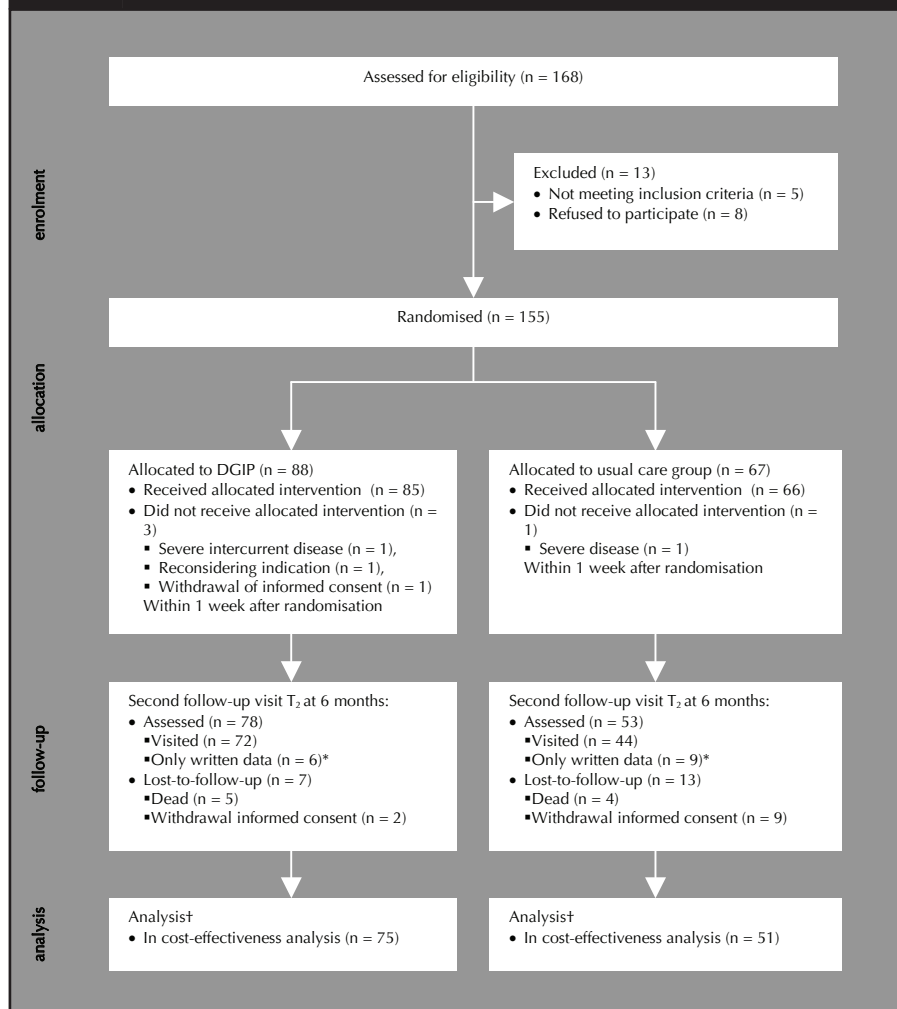 Assessed for eligibility (n = 168)
enrolment
Excluded (n = 13)
• Not meeting inclusion criteria (n = 5)
• Refused to participate (n = 8)
Randomised (n = 155)
allocation
Allocated to DGIP (n = 88)
• Received allocated intervention (n = 85)
• Did not receive allocated intervention (n =
3)
▪ Severe intercurrent disease (n = 1),
▪ Reconsidering indication (n = 1),
▪ Withdrawal of informed consent (n = 1)
Within 1 week after randomisation
Allocated to usual care group (n = 67)
• Received allocated intervention (n = 66)
• Did not receive allocated intervention (n =
1)
▪ Severe disease (n = 1)
Within 1 week after randomisation
follow-up
Second follow-up visit T₂ at 6 months:
• Assessed (n = 78)
▪Visited (n = 72)
▪Only written data (n = 6)*
• Lost-to-follow-up (n = 7)
▪Dead (n = 5)
▪Withdrawal informed consent (n = 2)
Second follow-up visit T₂ at 6 months:
• Assessed (n = 53)
▪Visited (n = 44)
▪Only written data (n = 9)*
• Lost-to-follow-up (n = 13)
▪Dead (n = 4)
▪Withdrawal informed consent (n = 9)
analysis
Analysis†
• In cost-effectiveness analysis (n = 75)
Analysis†
• In cost-effectiveness analysis (n = 51)